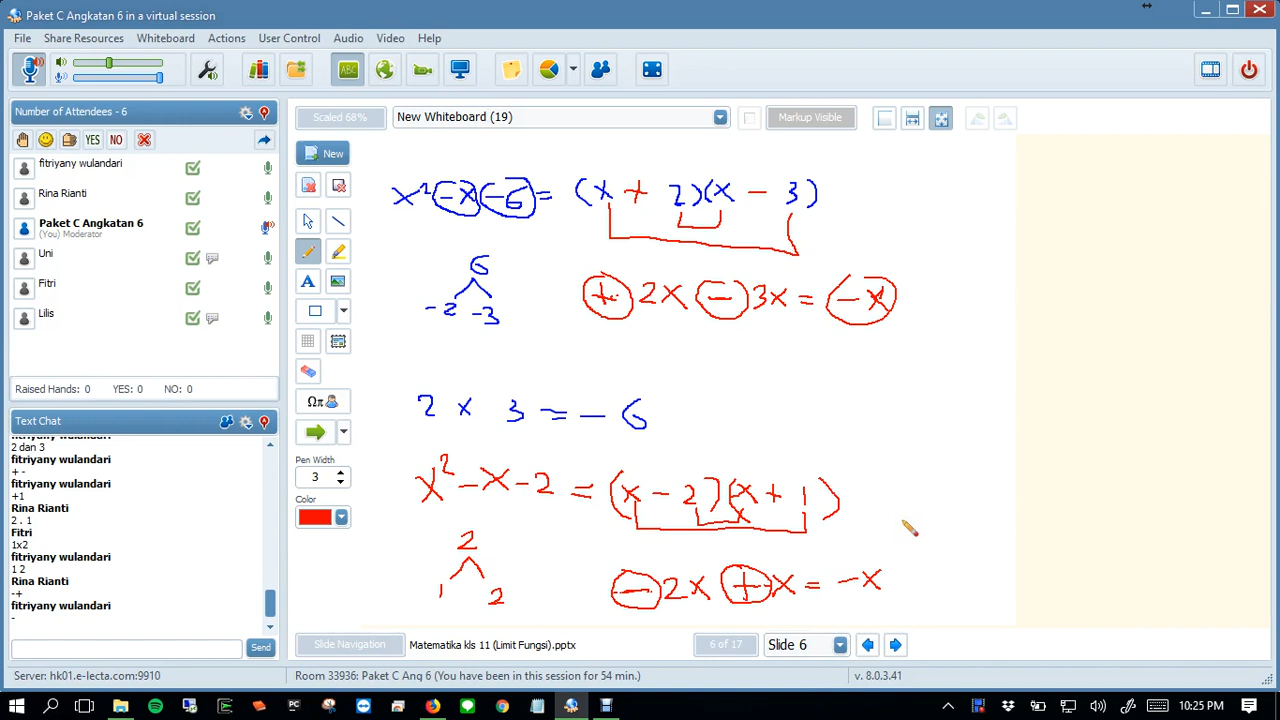 Paket C Angkatan 6 in a virtual session
File Share Resources Whiteboard Actions User Control Audio Video Help
ABC
Number of Attendees - 6
YES NO
fitriyany wulandari
Rina Rianti
Paket C Angkatan 6
(You) Moderator
Uni
Fitri
Lilis
Raised Hands: 0 YES: 0 NO: 0
Text Chat
fitriyany wulandari
2 dan 3
fitriyany wulandari
+ -
fitriyany wulandari
+1
Rina Rianti
2 . 1
Fitri
1x2
fitriyany wulandari
1 2
Rina Rianti
-+
fitriyany wulandari
-
Send
Scaled 68%
New Whiteboard (19)
Markup Visible
New
A
Ωπ
Pen Width
3
Color
x² -x -6 = (x + 2)(x - 3)
6
-2 -3
+ 2x - 3x = -x
2 x 3 = - 6
x² - x - 2 = (x - 2)(x + 1)
x
2
1 2
- 2x + x = -x
Slide Navigation
Matematika kls 11 (Limit Fungsi).pptx
6 of 17
Slide 6
Server: hk01.e-lecta.com:9910
Room 33936: Paket C Ang 6 (You have been in this session for 54 min.)
v. 8.0.3.41
PC
10:25 PM